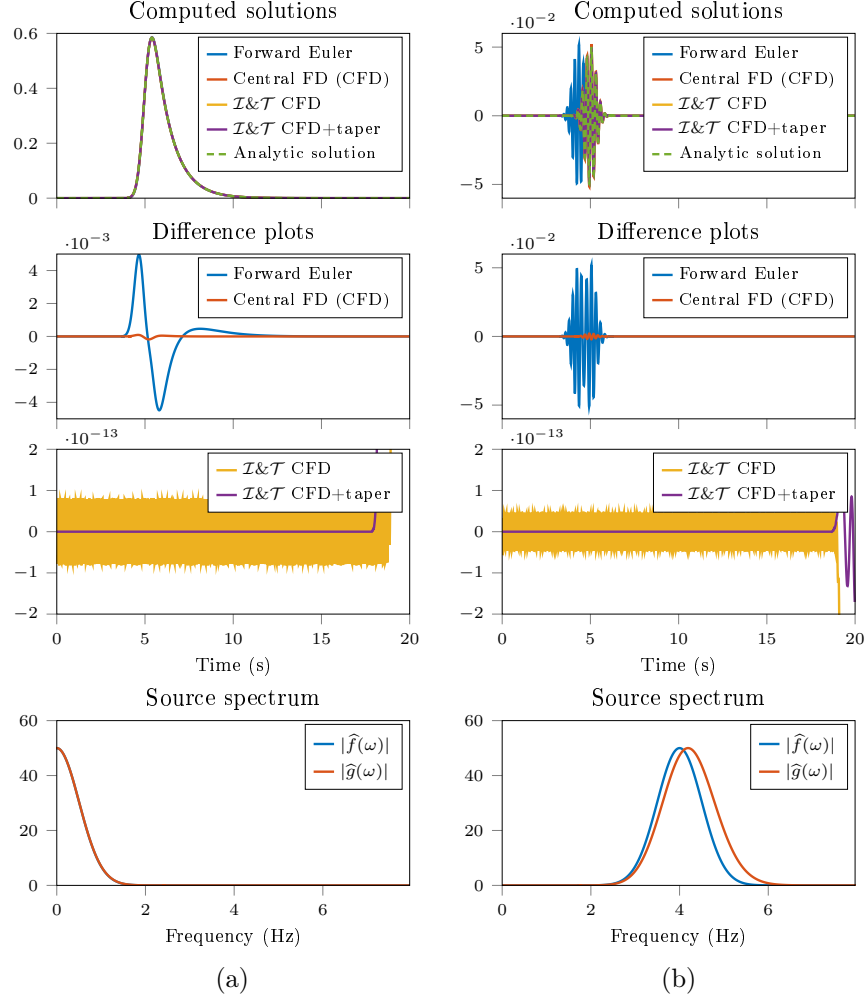 Computed solutions
0.6
0.4
0.2
0
Forward Euler
Central FD (CFD)
I&T CFD
I&T CFD+taper
Analytic solution
0 5 10 15 20
Difference plots
·10⁻³
4
2
0
−2
−4
Forward Euler
Central FD (CFD)
·10⁻¹³
2
1
0
−1
−2
I&T CFD
I&T CFD+taper
0 5 10 15 20
Time (s)
Source spectrum
60
40
20
0
|f̂(ω)|
|ĝ(ω)|
0 2 4 6
Frequency (Hz)
(a)
Computed solutions
·10⁻²
5
0
−5
Forward Euler
Central FD (CFD)
I&T CFD
I&T CFD+taper
Analytic solution
Difference plots
·10⁻²
5
0
−5
Forward Euler
Central FD (CFD)
·10⁻¹³
2
1
0
−1
−2
I&T CFD
I&T CFD+taper
0 5 10 15 20
Time (s)
Source spectrum
60
40
20
0
|f̂(ω)|
|ĝ(ω)|
0 2 4 6
Frequency (Hz)
(b)